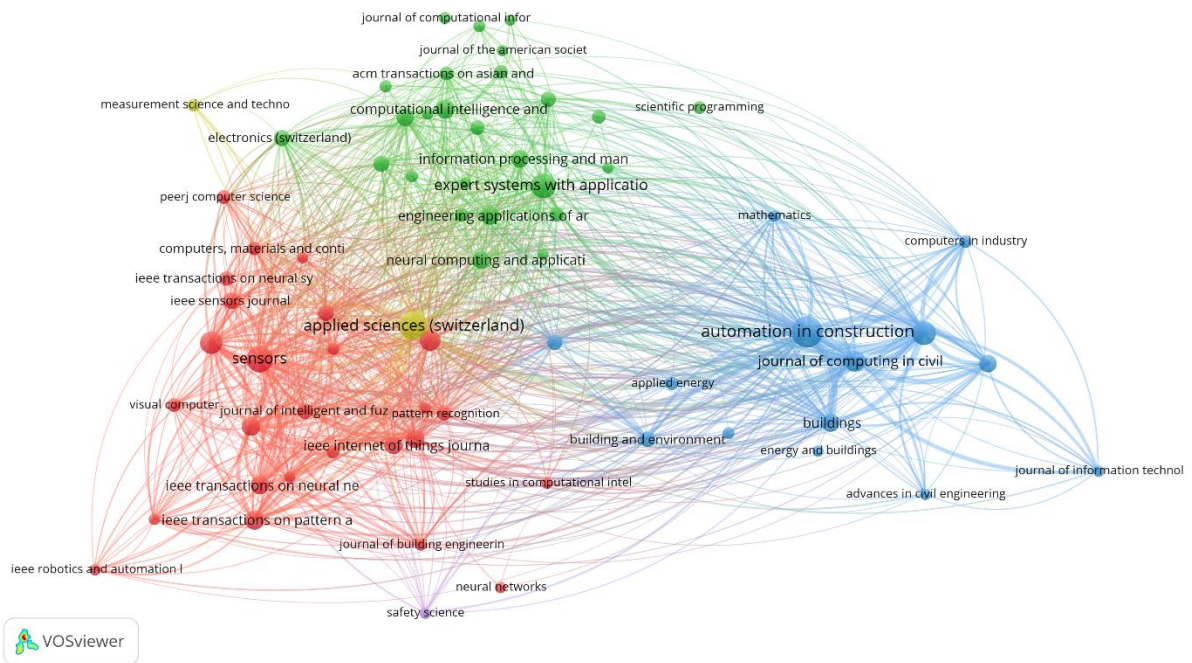 journal of computational infor
journal of the american societ
acm transactions on asian and
measurement science and techno
computational intelligence and
scientific programming
electronics (switzerland)
information processing and man
expert systems with applicatio
peerj computer science
engineering applications of ar
mathematics
computers in industry
computers, materials and conti
neural computing and applicati
ieee transactions on neural sy
ieee sensors journal
applied sciences (switzerland)
automation in construction
sensors
journal of computing in civil
applied energy
visual computer
journal of intelligent and fuz
pattern recognition
buildings
building and environment
ieee internet of things journa
energy and buildings
journal of information technol
studies in computational intel
ieee transactions on neural ne
advances in civil engineering
ieee transactions on pattern a
journal of building engineerin
ieee robotics and automation l
neural networks
safety science
VOSviewer